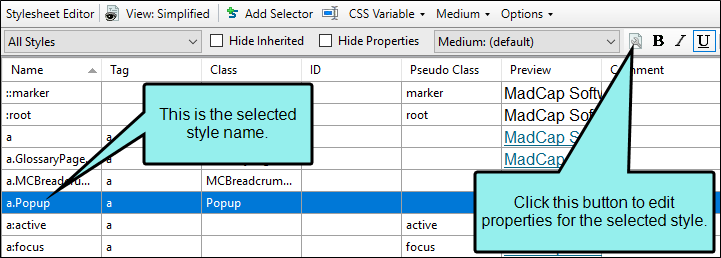 Stylesheet Editor View: Simplified Add Selector CSS Variable Medium Options
All Styles Hide Inherited Hide Properties Medium: (default) B I U
Name Tag Class ID Pseudo Class Preview Comment
::marker marker MadCap Softw
:root root MadCap Sof
a a MadCap Sof
a.GlossaryPage... a MadCap Sof
a.MCBreadcrum... a MCBreadcrum...
a.Popup a Popup
a:active a active
a:focus a focus
This is the selected
style name.
Click this button to edit
properties for the selected style.